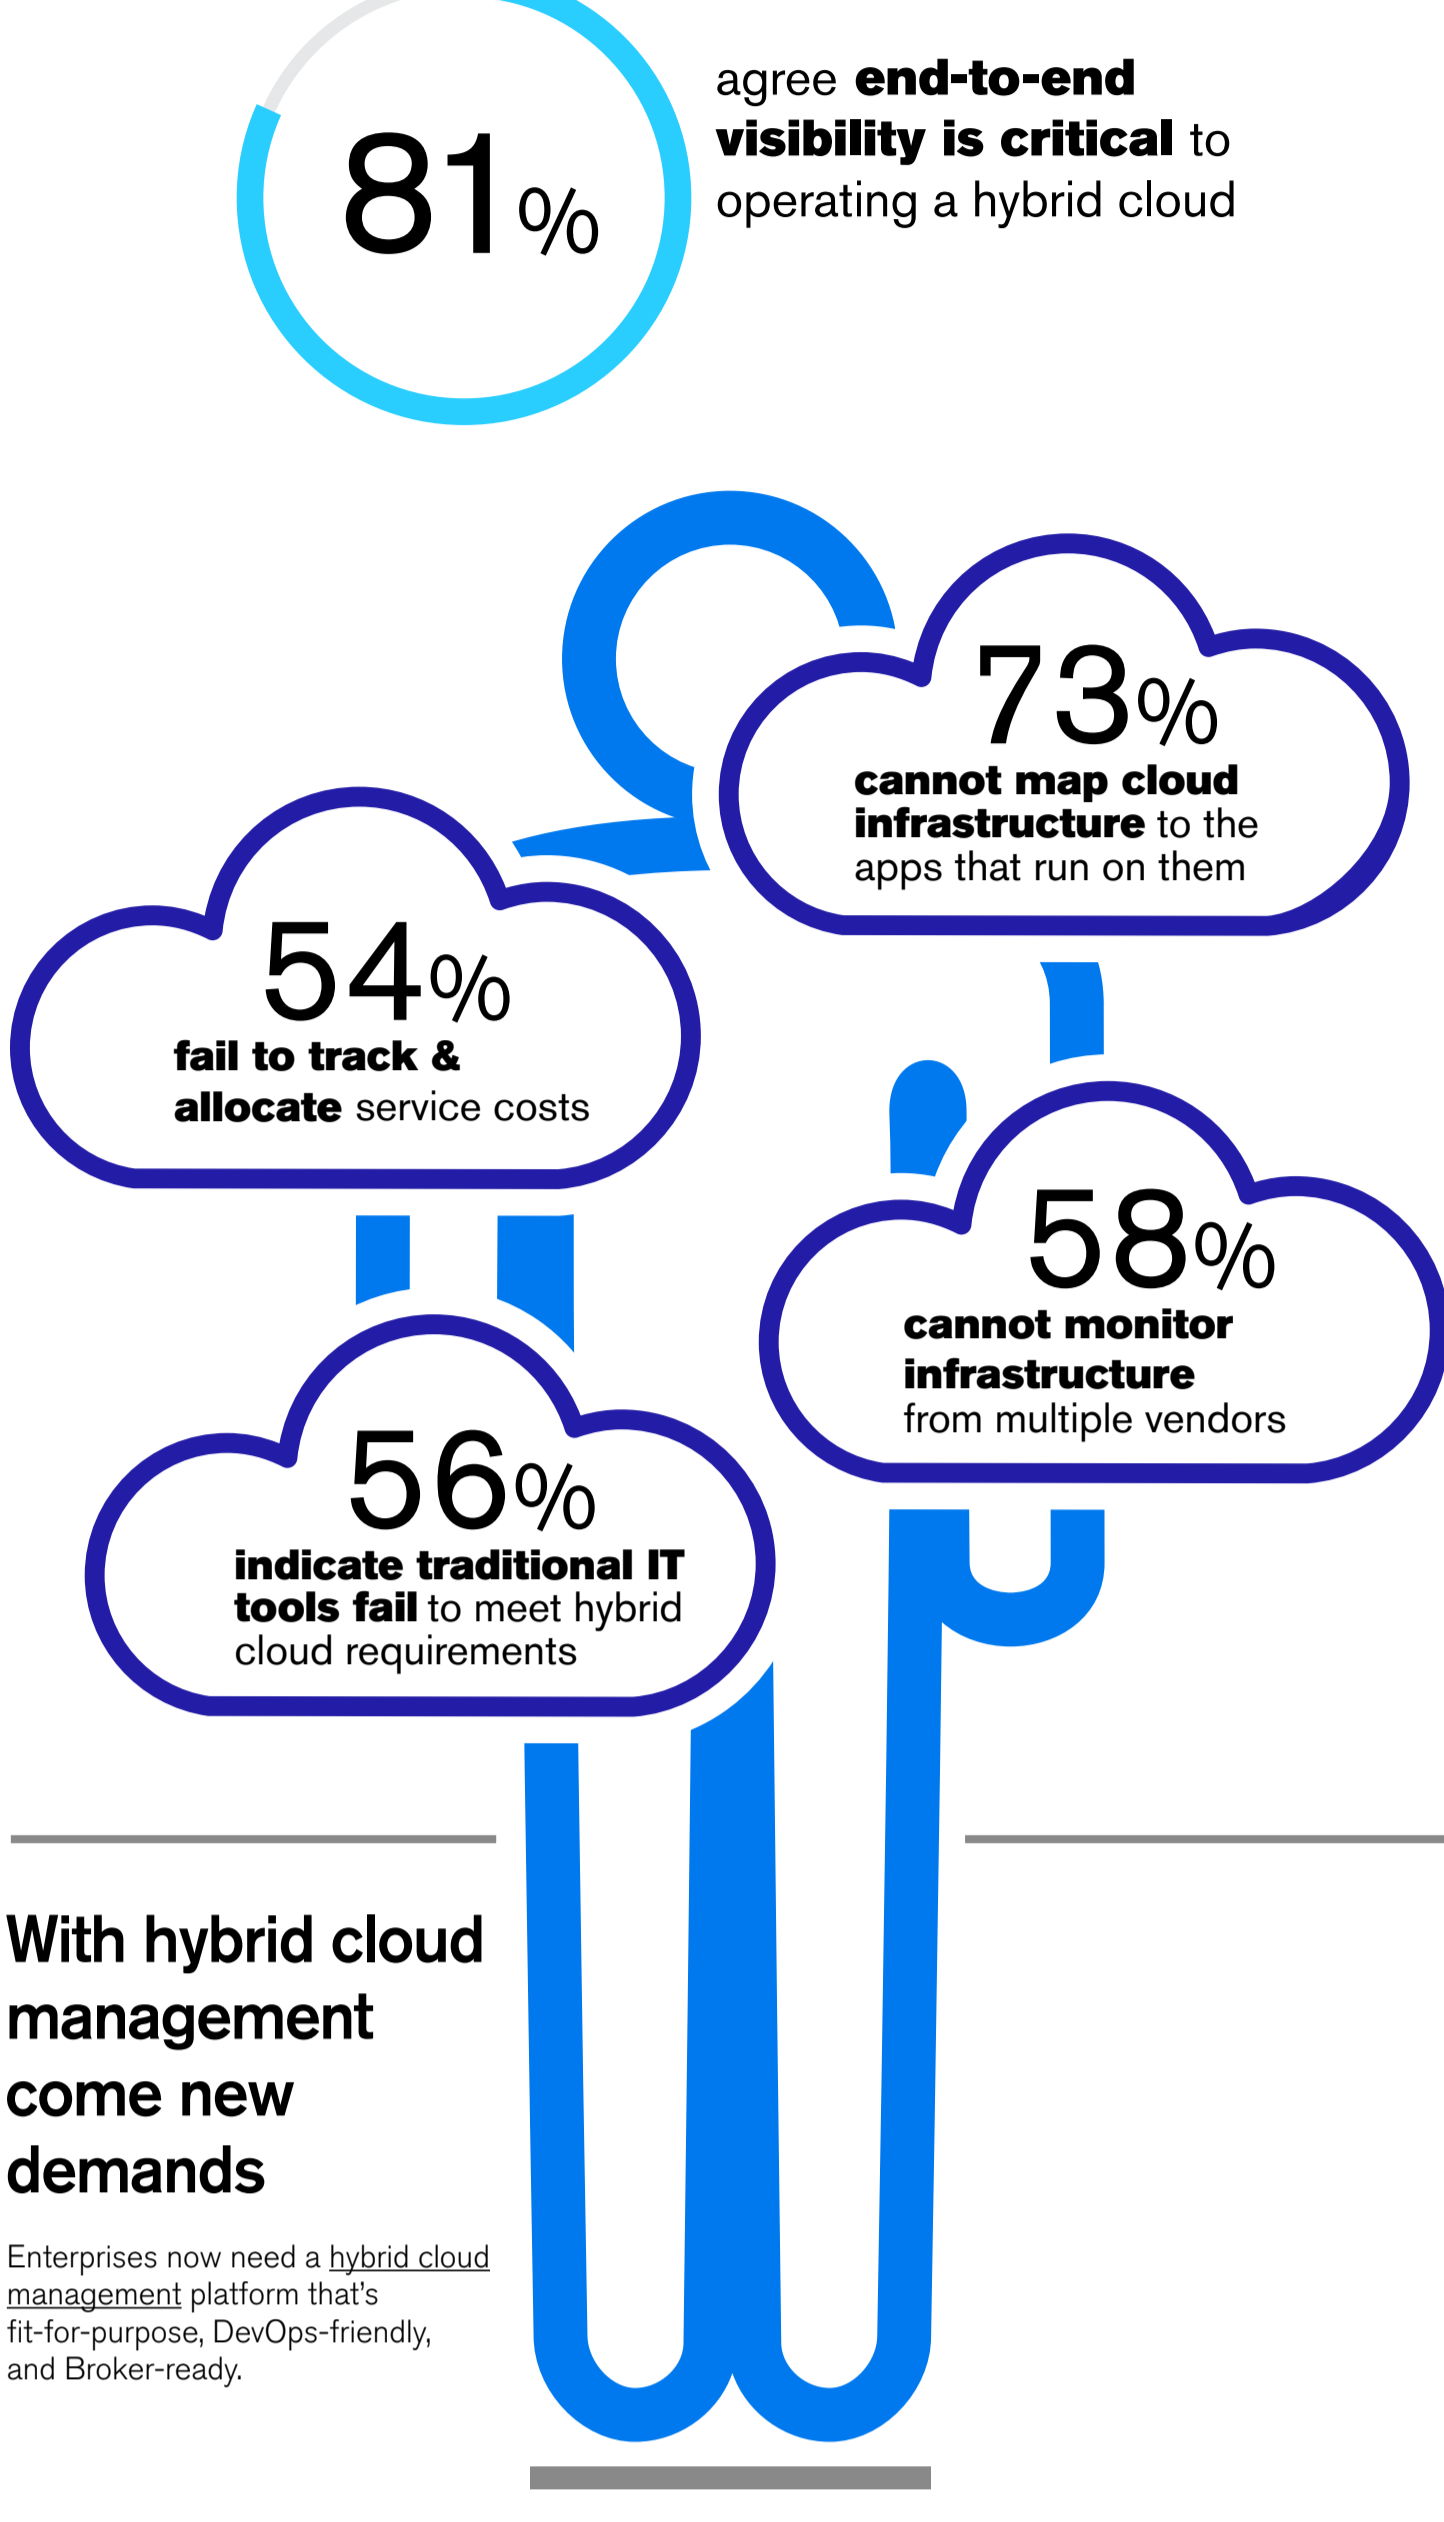 81%
agree end-to-end
visibility is critical to
operating a hybrid cloud
73%
cannot map cloud
infrastructure to the
apps that run on them
54%
fail to track &
allocate service costs
58%
cannot monitor
infrastructure
from multiple vendors
56%
indicate traditional IT
tools fail to meet hybrid
cloud requirements
With hybrid cloud
management
come new
demands
Enterprises now need a hybrid cloud
management platform that’s
fit-for-purpose, DevOps-friendly,
and Broker-ready.